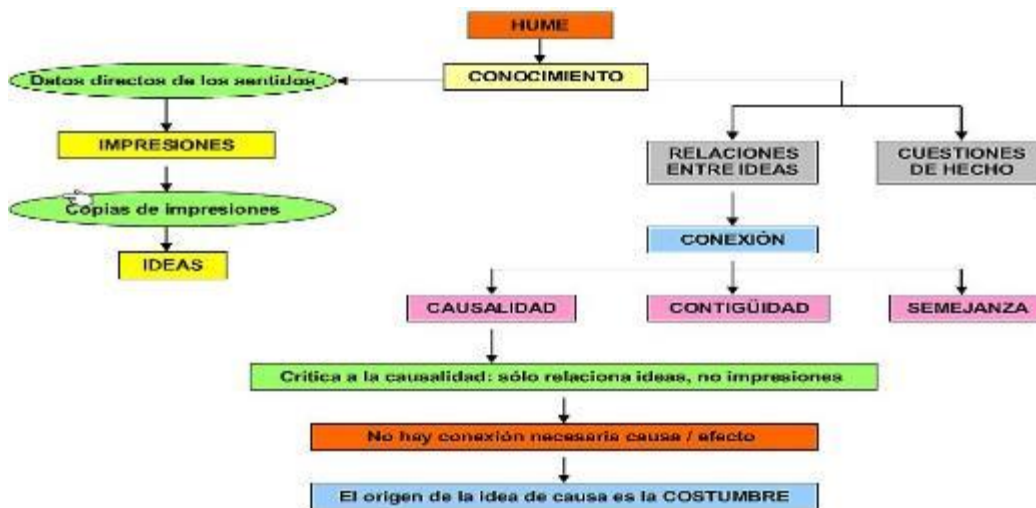 HUME
CONOCIMIENTO
Datos directos de los sentidos
IMPRESIONES
Copias de impresiones
IDEAS
RELACIONES
ENTRE IDEAS
CUESTIONES
DE HECHO
CONEXIÓN
CAUSALIDAD
CONTIGÜIDAD
SEMEJANZA
Crítica a la causalidad: sólo relaciona ideas, no impresiones
No hay conexión necesaria causa / efecto
El origen de la idea de causa es la COSTUMBRE